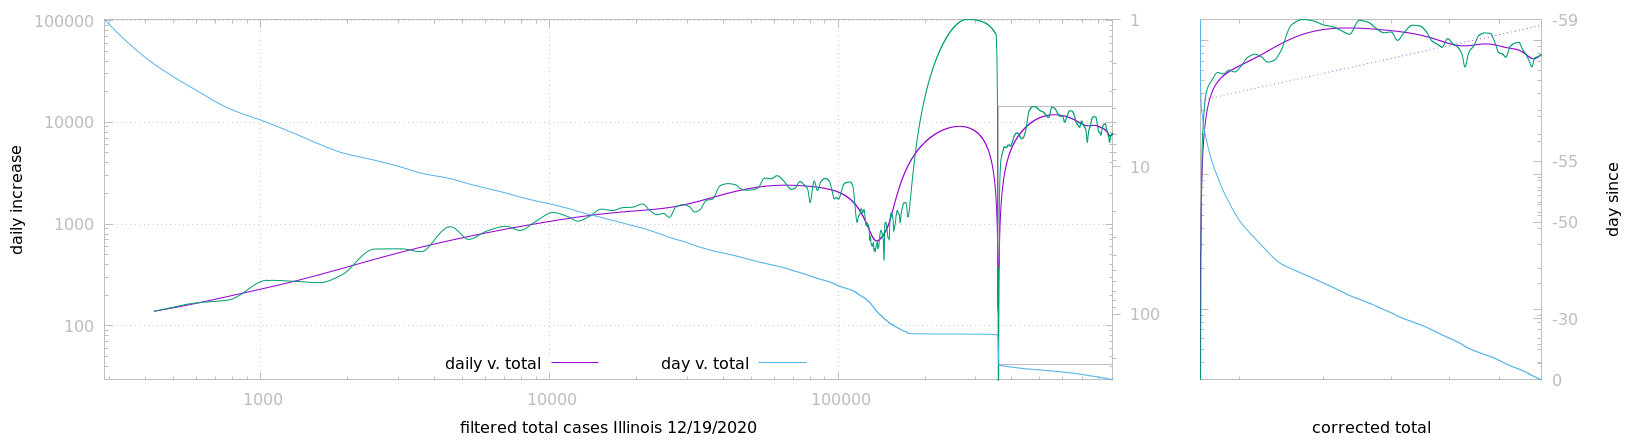 100000
10000
1000
100
daily increase
1
10
100
daily v. total
day v. total
1000
10000
100000
filtered total cases Illinois 12/19/2020
-59
-55
-50
-30
0
day since
corrected total